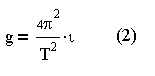 g = 4π²/T² · ι (2)